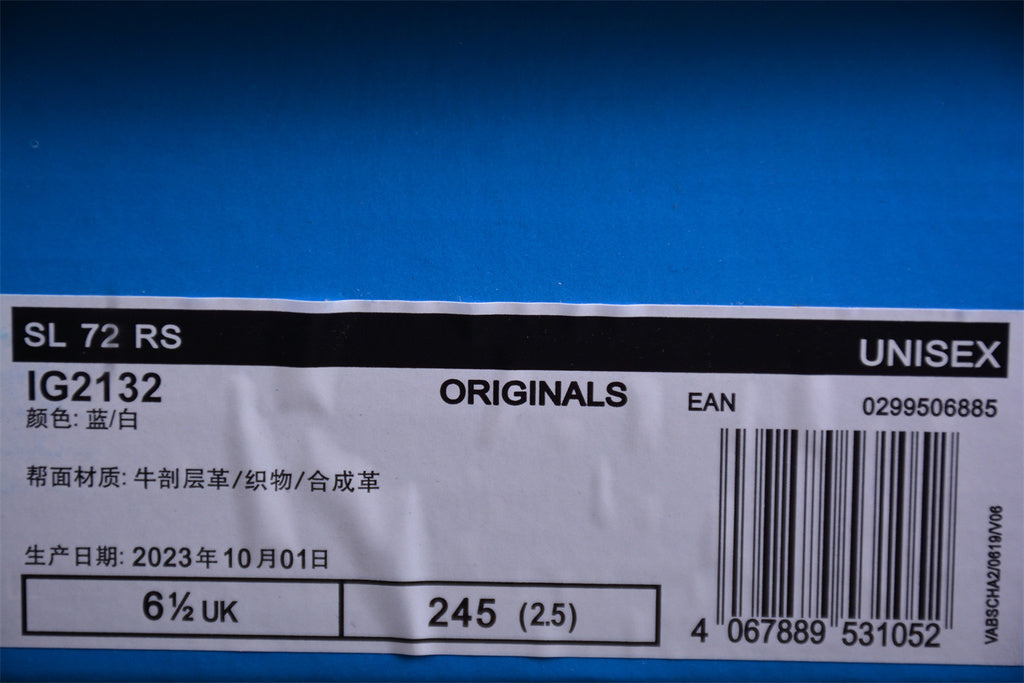 SL 72 RS
UNISEX
IG2132
ORIGINALS
EAN
0299506885
颜色: 蓝/白
帮面材质: 牛剖层革/织物/合成革
生产日期: 2023年10月01日
6½ UK
245 (2.5)
4 067889 531052
VABSCHA2/0619/V06